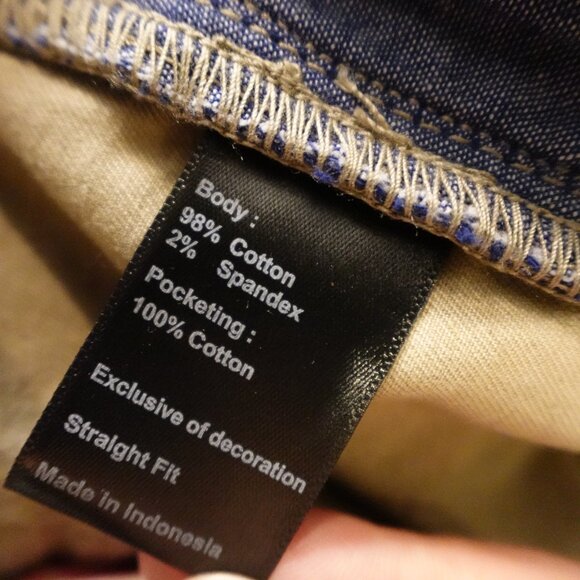 Body :
98% Cotton
2% Spandex
Pocketing :
100% Cotton
Exclusive of decoration
Straight Fit
Made in Indonesia